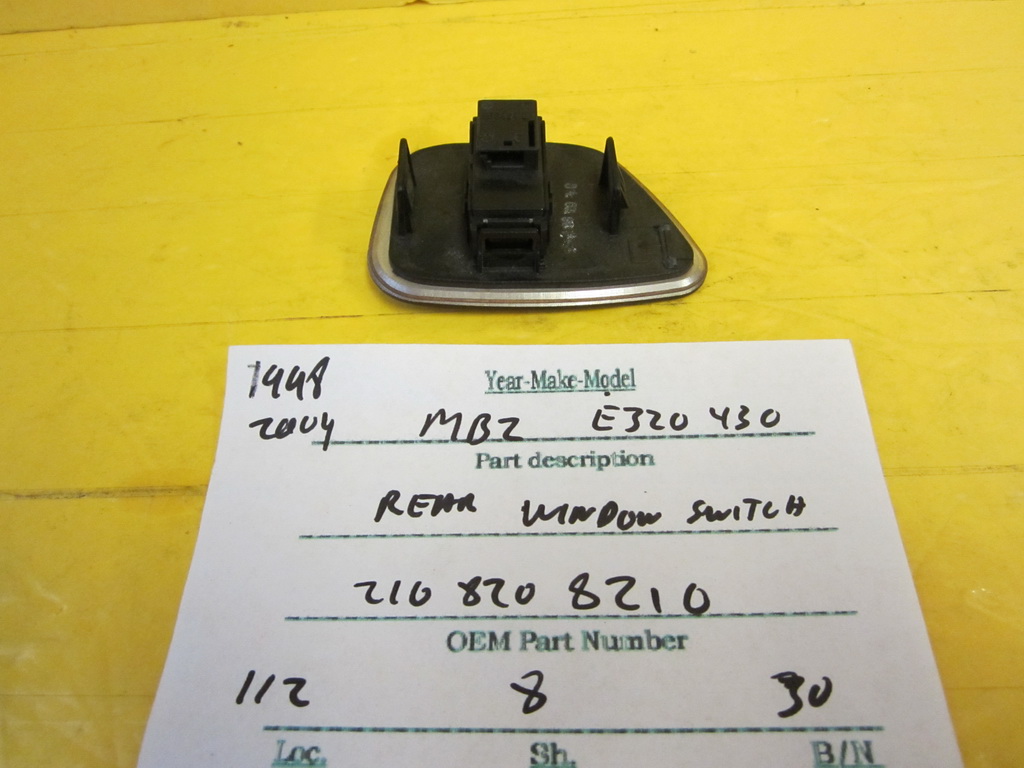 1998
Year-Make-Model
2004 MBZ E320 430
Part description
REAR WINDOW SWITCH
210 820 8210
OEM Part Number
112 8 30
Loc. Sh. B/N